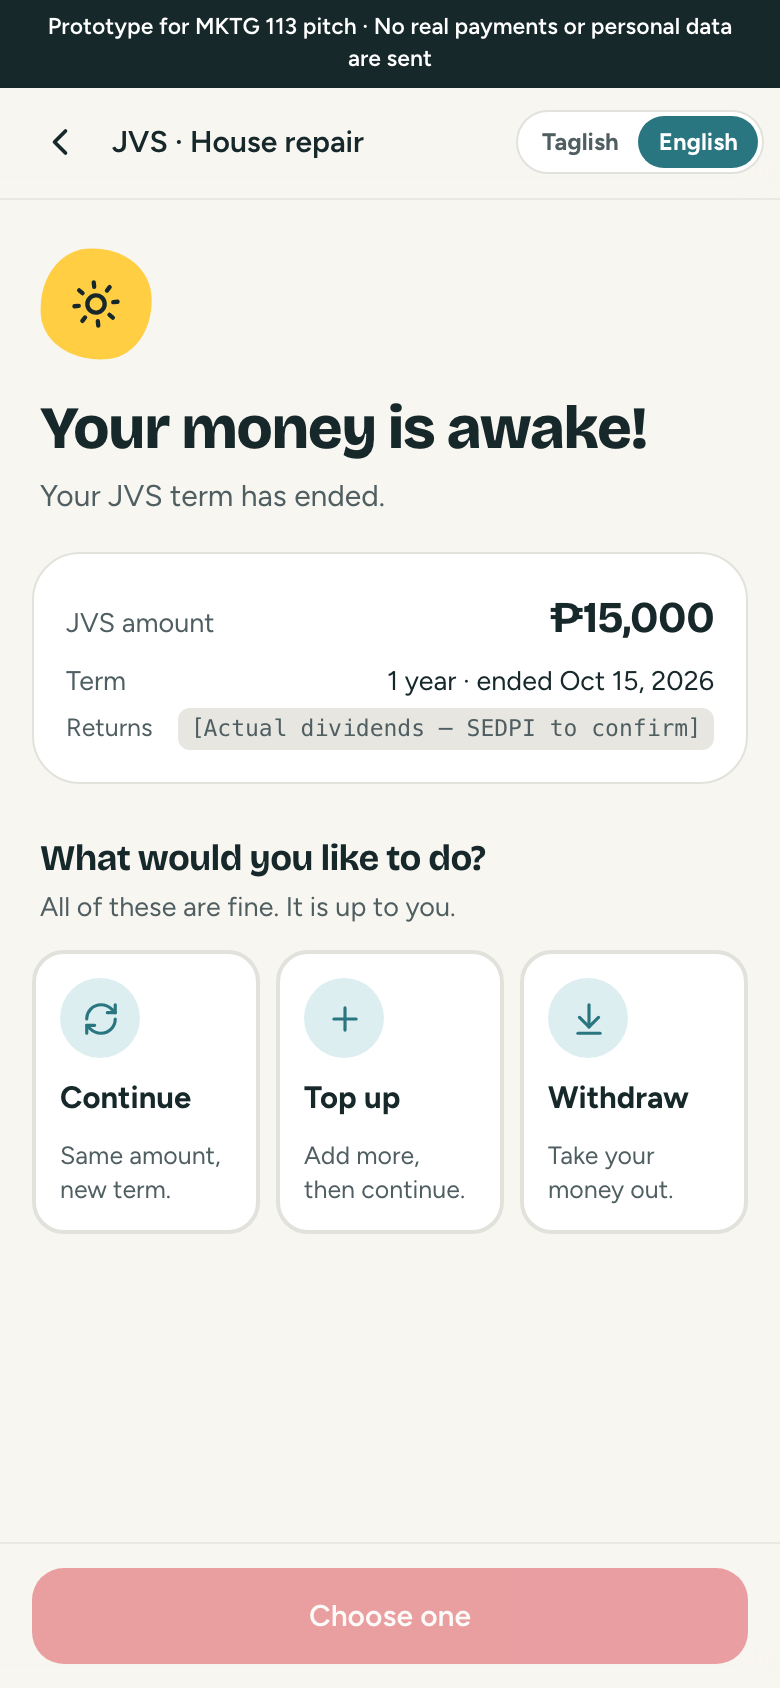 Prototype for MKTG 113 pitch · No real payments or personal data
are sent
JVS · House repair
Taglish
English
Your money is awake!
Your JVS term has ended.
JVS amount
₱15,000
Term
1 year · ended Oct 15, 2026
Returns
[Actual dividends — SEDPI to confirm]
What would you like to do?
All of these are fine. It is up to you.
Continue
Same amount,
new term.
Top up
Add more,
then continue.
Withdraw
Take your
money out.
Choose one